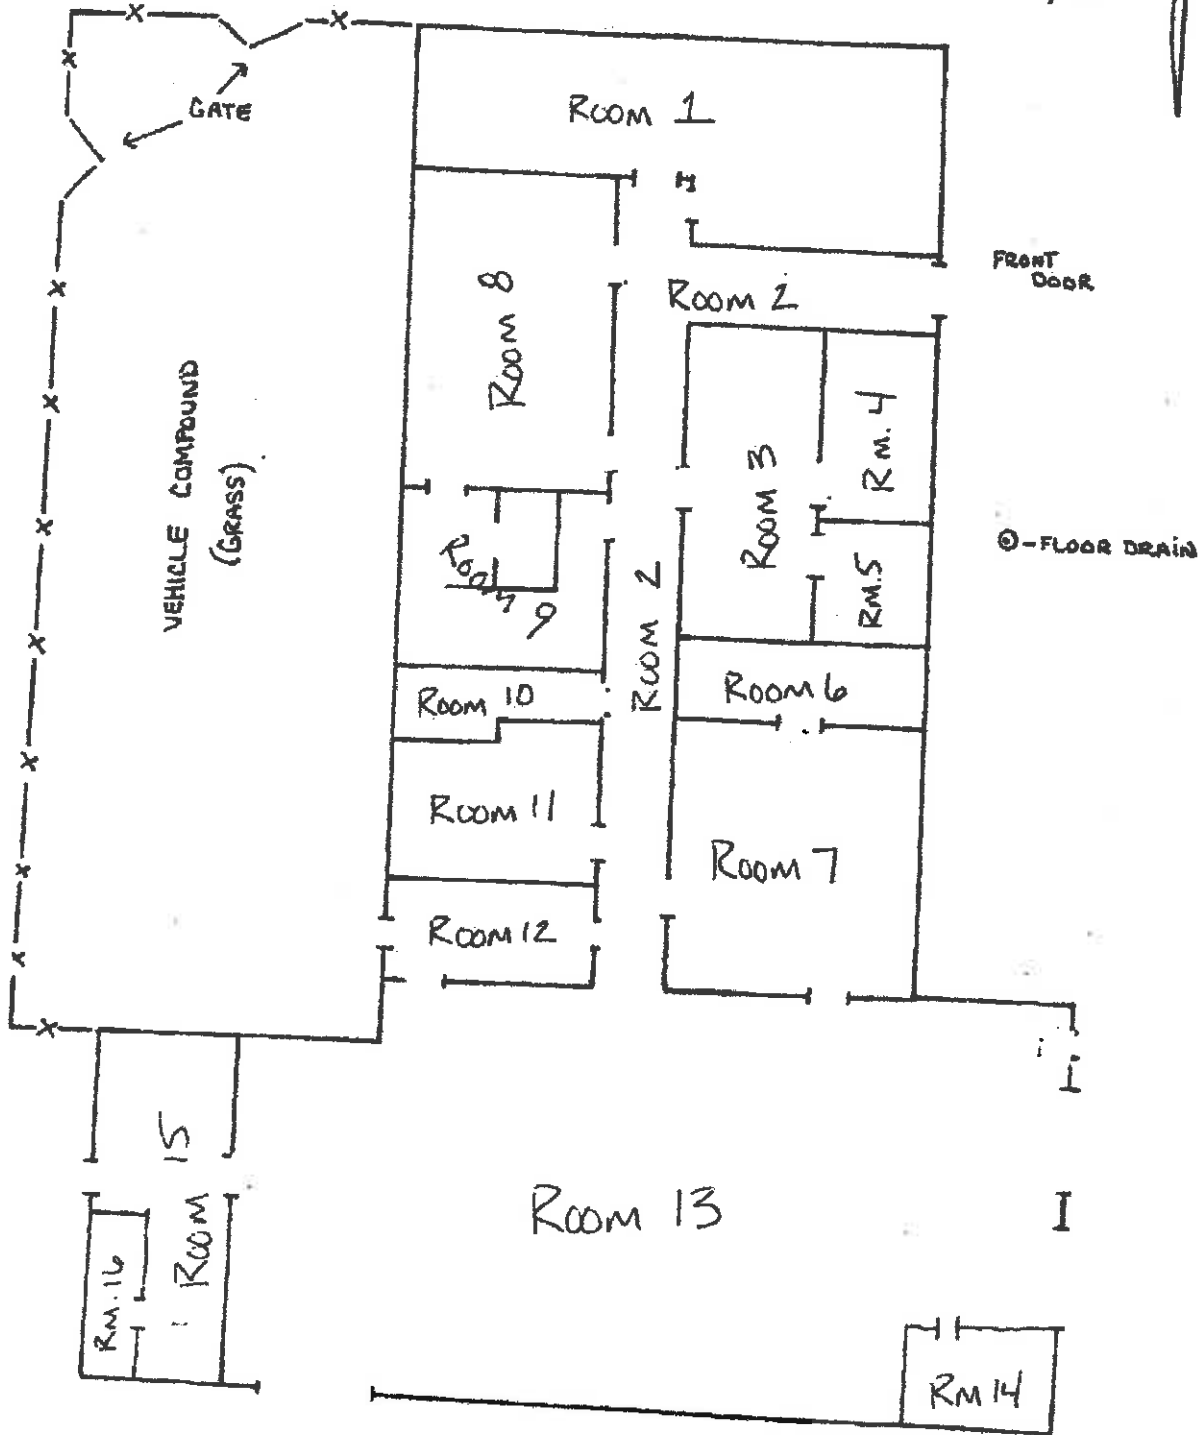 GATE
ROOM 1
FRONT
DOOR
ROOM 2
ROOM 8
VEHICLE COMPOUND
(GRASS)
ROOM 3
RM. 4
RM. 5
⊙-FLOOR DRAIN
ROOM 9
ROOM 2
ROOM 10
ROOM 6
ROOM 11
ROOM 7
ROOM 12
ROOM 15
ROOM 13
RM. 16
RM 14